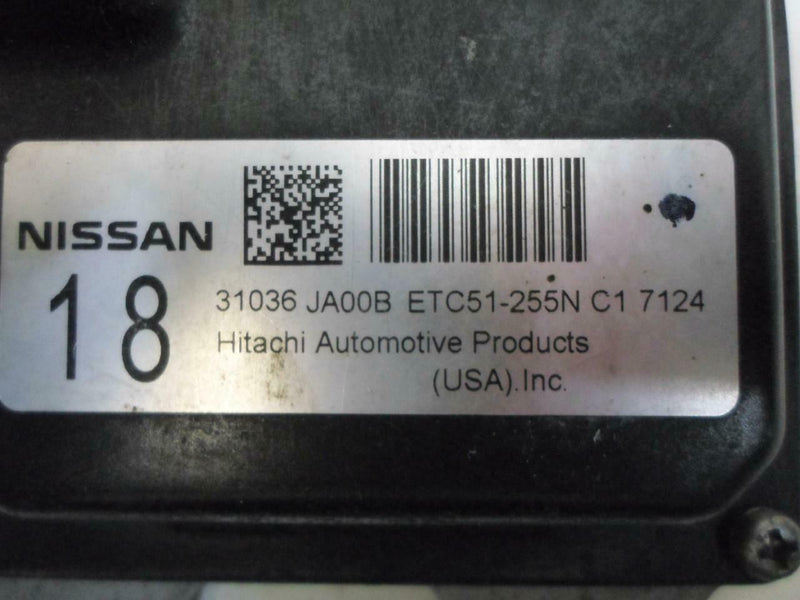 NISSAN
18
31036 JA00B ETC51-255N C1 7124
Hitachi Automotive Products
(USA).Inc.